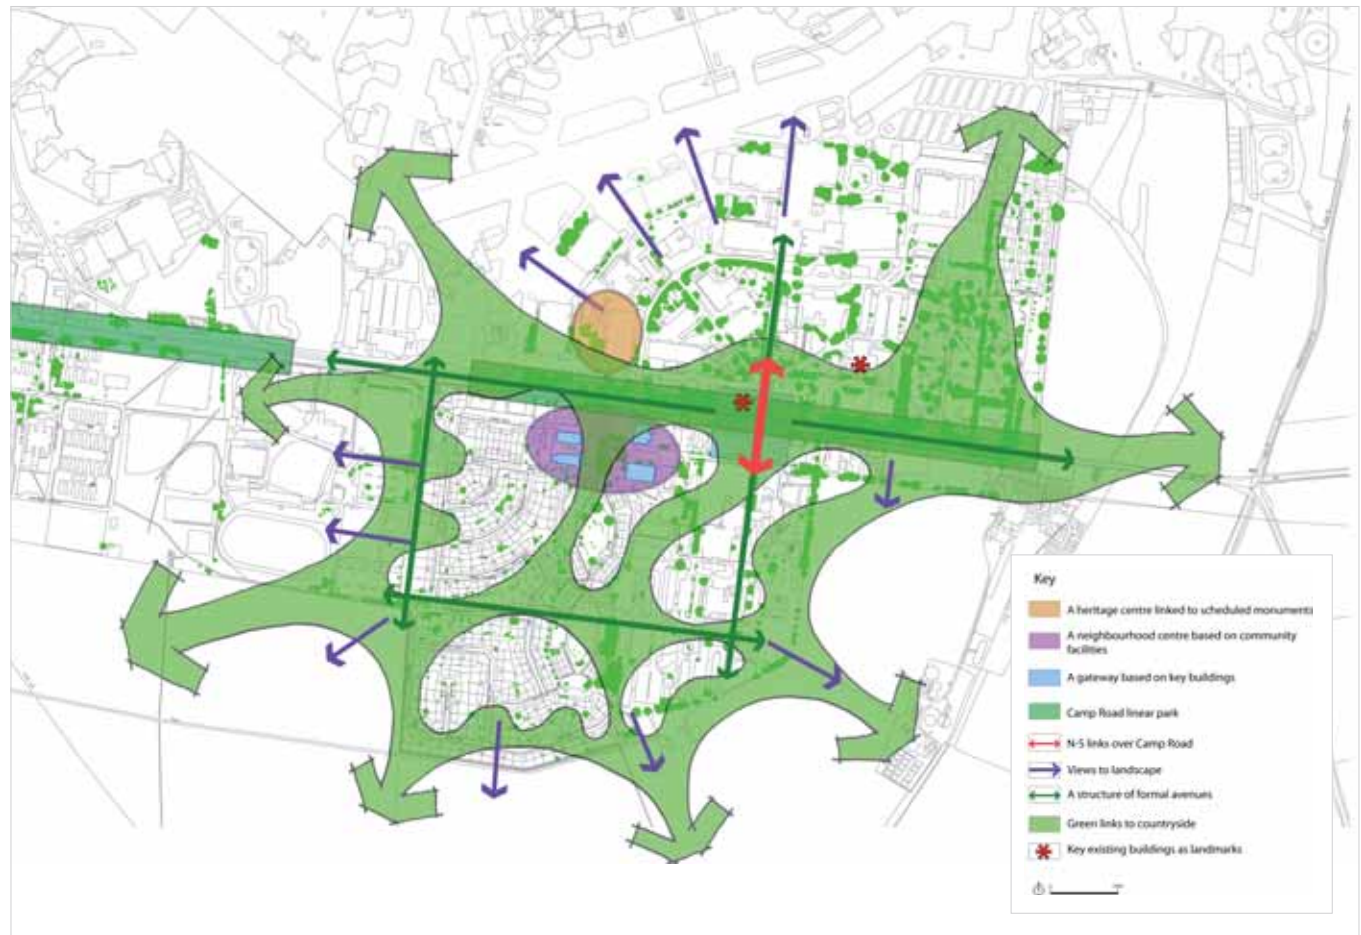 Key
A heritage centre linked to ucheduled monuments
A neighbourhood centre based on community
facilities
A gateway based on key buildings
Camp Road linear park
N-S links over Camp Road
Views to landscape
A structure of formal avenues
Green links to countryside
Key existing buildings as landmarks